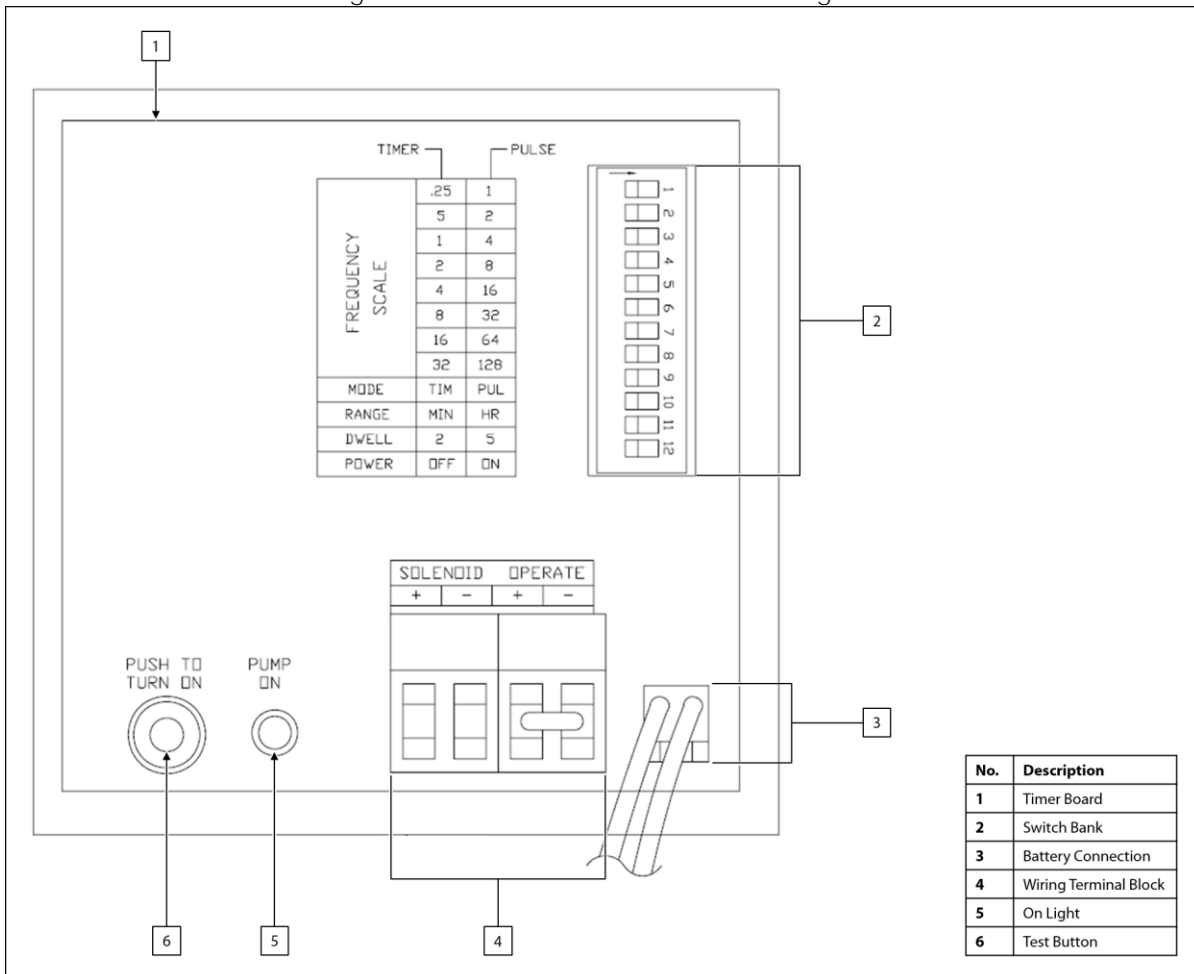 1
TIMER PULSE
.25 1
5 2
1 4
2 8
4 16
8 32
16 64
32 128
FREQUENCY
SCALE
MODE TIM PUL
RANGE MIN HR
DWELL 2 5
POWER OFF ON
1
2
3
4
5
6
7
8
9
10
11
12
2
SOLENOID OPERATE
+ - + -
PUSH TO
TURN ON
PUMP
ON
3
6
5
4
No. Description
1 Timer Board
2 Switch Bank
3 Battery Connection
4 Wiring Terminal Block
5 On Light
6 Test Button